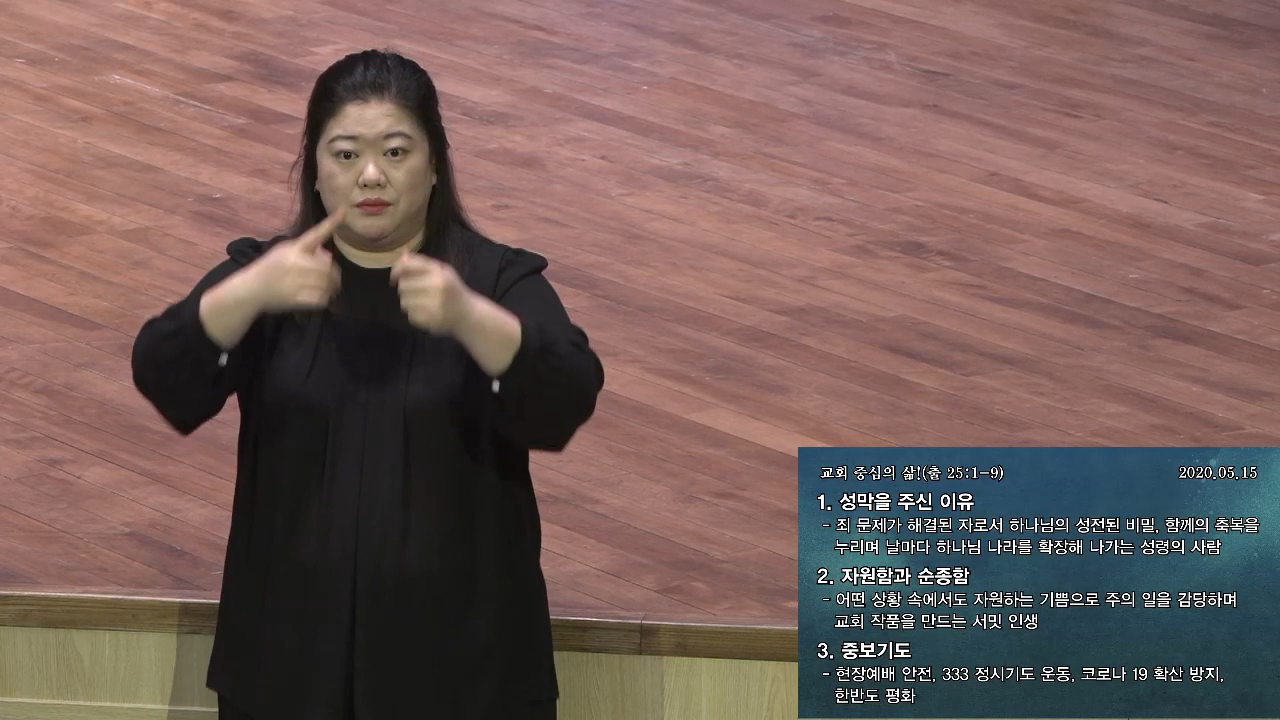 교회 중심의 삶!(출 25:1-9) 2020.05.15
1. 성막을 주신 이유
- 죄 문제가 해결된 자로서 하나님의 성전된 비밀, 함께의 축복을
누리며 날마다 하나님 나라를 확장해 나가는 성령의 사람
2. 자원함과 순종함
- 어떤 상황 속에서도 자원하는 기쁨으로 주의 일을 감당하며
교회 작품을 만드는 서밋 인생
3. 중보기도
- 현장예배 안전, 333 정시기도 운동, 코로나 19 확산 방지,
한반도 평화